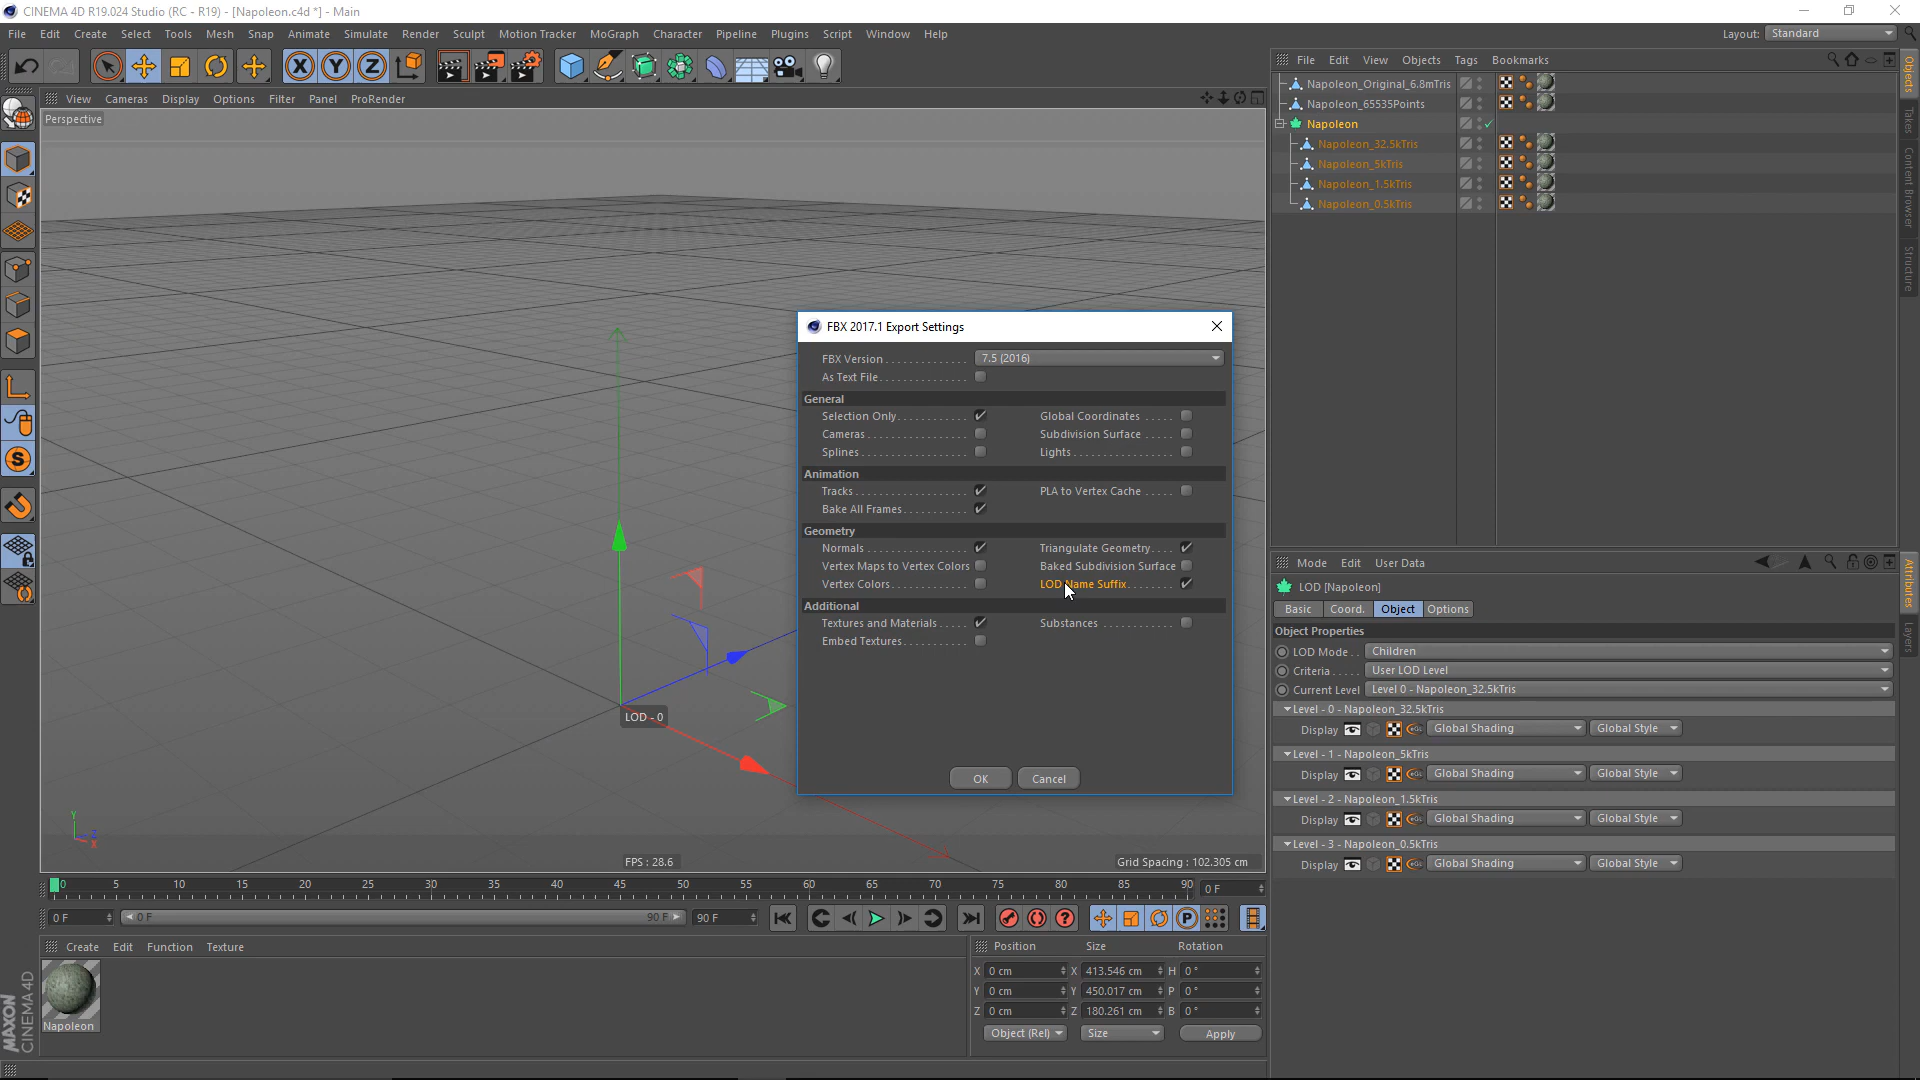 CINEMA 4D R19.024 Studio (RC - R19) - [Napoleon.c4d *] - Main
File Edit Create Select Tools Mesh Snap Animate Simulate Render Sculpt Motion Tracker MoGraph Character Pipeline Plugins Script Window Help Layout: Standard
File Edit View Objects Tags Bookmarks
Napoleon_Original_6.8mTris
Napoleon_65535Points
Napoleon
Napoleon_32.5kTris
Napoleon_5kTris
Napoleon_1.5kTris
Napoleon_0.5kTris
Objects
Takes
Content Browser
Structure
View Cameras Display Options Filter Panel ProRender
Perspective
LOD - 0
FPS : 28.6
Grid Spacing : 102.305 cm
Y
Z
X
FBX 2017.1 Export Settings
FBX Version 7.5 (2016)
As Text File
General
Selection Only Global Coordinates
Cameras Subdivision Surface
Splines Lights
Animation
Tracks PLA to Vertex Cache
Bake All Frames
Geometry
Normals Triangulate Geometry
Vertex Maps to Vertex Colors Baked Subdivision Surface
Vertex Colors LOD Name Suffix
Additional
Textures and Materials Substances
Embed Textures
OK Cancel
Mode Edit User Data
LOD [Napoleon]
Basic Coord. Object Options
Object Properties
LOD Mode Children
Criteria User LOD Level
Current Level Level 0 - Napoleon_32.5kTris
Level - 0 - Napoleon_32.5kTris
Display Global Shading Global Style
Level - 1 - Napoleon_5kTris
Display Global Shading Global Style
Level - 2 - Napoleon_1.5kTris
Display Global Shading Global Style
Level - 3 - Napoleon_0.5kTris
Display Global Shading Global Style
Attributes
Layers
0 5 10 15 20 25 30 35 40 45 50 55 60 65 70 75 80 85 90 0 F
0 F 0 F 90 F 90 F
Create Edit Function Texture
Napoleon
MAXON
CINEMA 4D
Position Size Rotation
X 0 cm X 413.546 cm H 0 °
Y 0 cm Y 450.017 cm P 0 °
Z 0 cm Z 180.261 cm B 0 °
Object (Rel) Size Apply